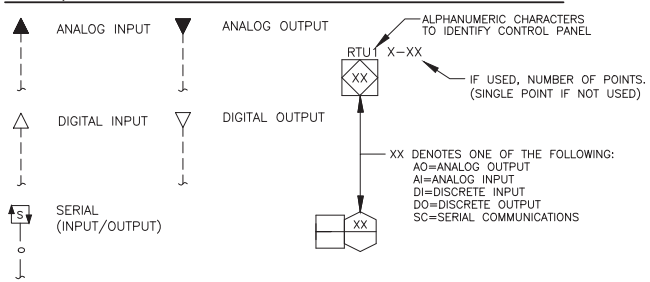 ANALOG INPUT
ANALOG OUTPUT
DIGITAL INPUT
DIGITAL OUTPUT
S
SERIAL
(INPUT/OUTPUT)
ALPHANUMERIC CHARACTERS
TO IDENTIFY CONTROL PANEL
RTU1 X-XX
XX
IF USED, NUMBER OF POINTS.
(SINGLE POINT IF NOT USED)
XX DENOTES ONE OF THE FOLLOWING:
AO=ANALOG OUTPUT
AI=ANALOG INPUT
DI=DISCRETE INPUT
DO=DISCRETE OUTPUT
SC=SERIAL COMMUNICATIONS
XX